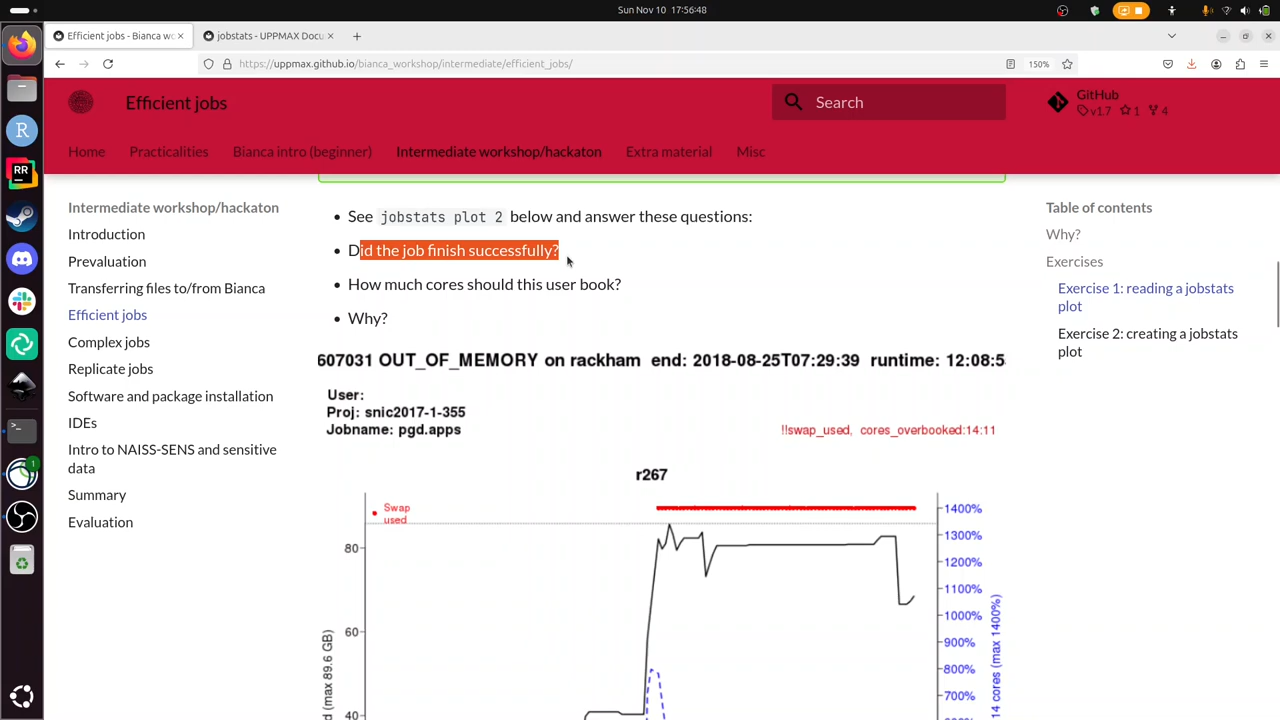 Sun Nov 10 17:56:48
Efficient jobs - Bianca wo
jobstats - UPPMAX Docu
https://uppmax.github.io/bianca_workshop/intermediate/efficient_jobs/
150%
Efficient jobs
Search
GitHub
v1.7 1 4
Home
Practicalities
Bianca intro (beginner)
Intermediate workshop/hackaton
Extra material
Misc
Intermediate workshop/hackaton
Introduction
Prevaluation
Transferring files to/from Bianca
Efficient jobs
Complex jobs
Replicate jobs
Software and package installation
IDEs
Intro to NAISS-SENS and sensitive
data
Summary
Evaluation
See jobstats plot 2 below and answer these questions:
Did the job finish successfully?
How much cores should this user book?
Why?
607031 OUT_OF_MEMORY on rackham end: 2018-08-25T07:29:39 runtime: 12:08:5
User:
Proj: snic2017-1-355
Jobname: pgd.apps
!!swap_used, cores_overbooked:14:11
r267
Swap
used
80
60
40
d (max 89.6 GB)
1400%
1300%
1200%
1100%
1000%
900%
800%
700%
14 cores (max 1400%)
Table of contents
Why?
Exercises
Exercise 1: reading a jobstats
plot
Exercise 2: creating a jobstats
plot
R
RR
1